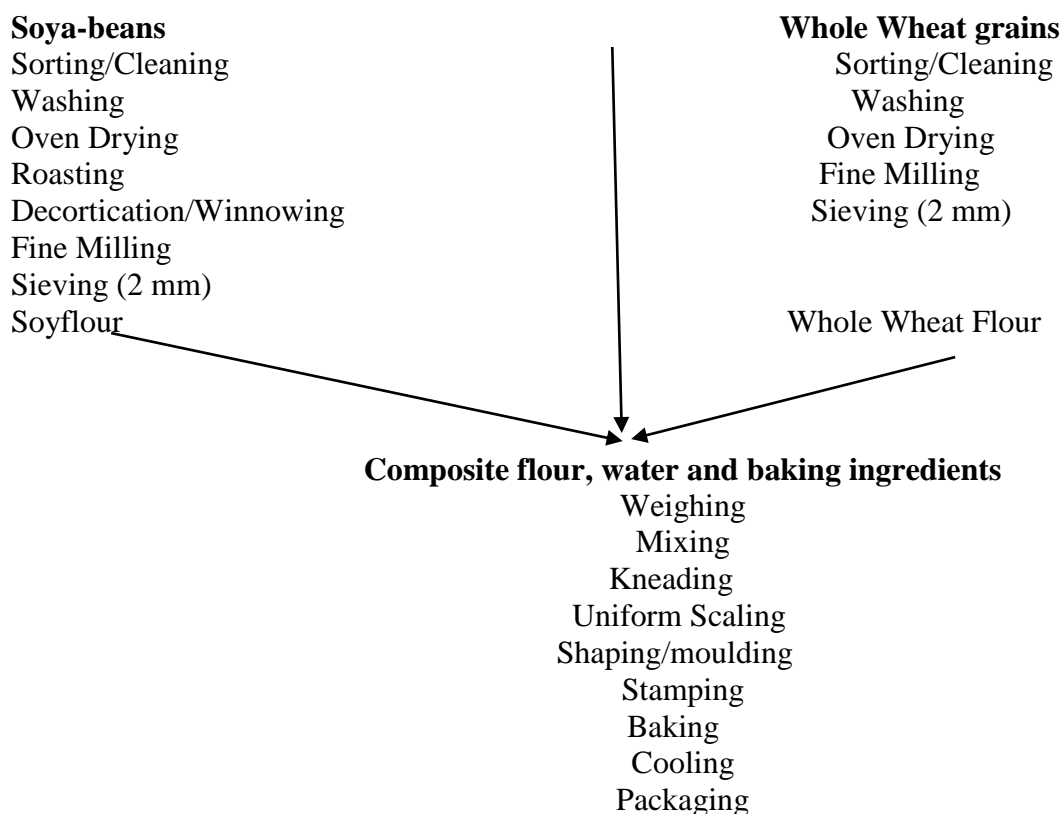 Soya-beans
Sorting/Cleaning
Washing
Oven Drying
Roasting
Decortication/Winnowing
Fine Milling
Sieving (2 mm)
Soyflour
Whole Wheat grains
Sorting/Cleaning
Washing
Oven Drying
Fine Milling
Sieving (2 mm)
Whole Wheat Flour
Composite flour, water and baking ingredients
Weighing
Mixing
Kneading
Uniform Scaling
Shaping/moulding
Stamping
Baking
Cooling
Packaging